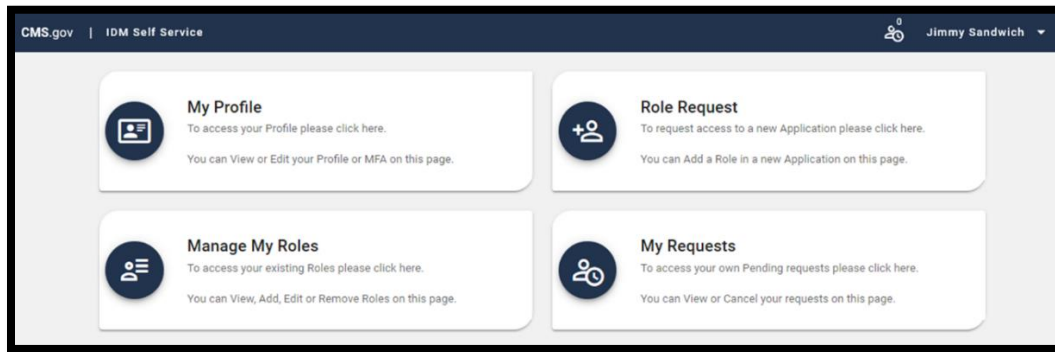 CMS.gov | IDM Self Service
0
Jimmy Sandwich
My Profile
To access your Profile please click here.
You can View or Edit your Profile or MFA on this page.
Role Request
To request access to a new Application please click here.
You can Add a Role in a new Application on this page.
Manage My Roles
To access your existing Roles please click here.
You can View, Add, Edit or Remove Roles on this page.
My Requests
To access your own Pending requests please click here.
You can View or Cancel your requests on this page.